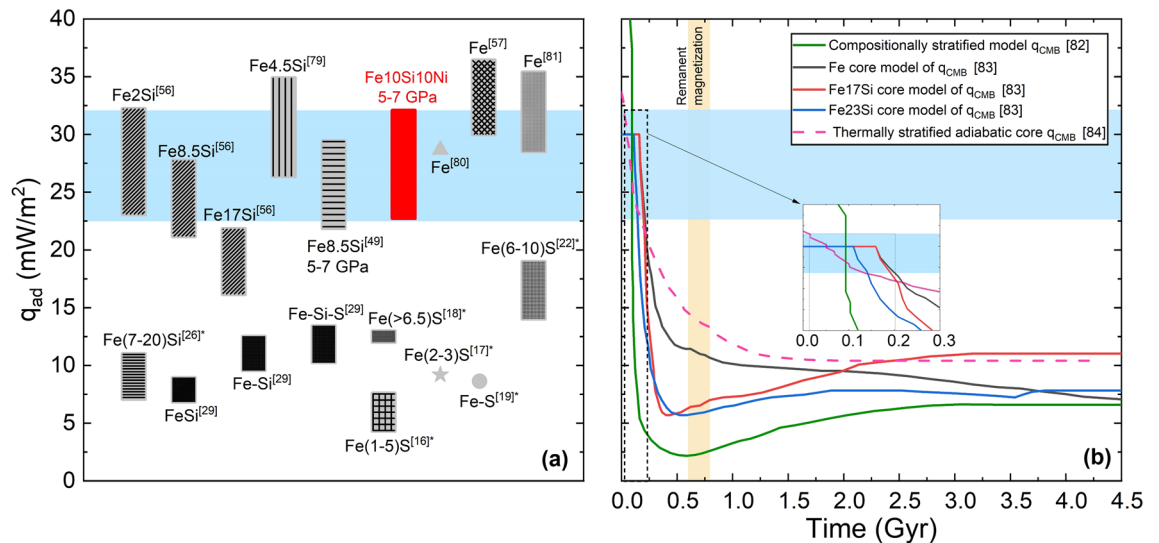 40
35
30
25
20
15
10
5
0
q_ad (mW/m²)
Fe2Si[56]
Fe8.5Si[56]
Fe17Si[56]
Fe4.5Si[79]
Fe10Si10Ni
5-7 GPa
Fe[57]
Fe[81]
Fe[80]
Fe8.5Si[49]
5-7 GPa
Fe(6-10)S[22]*
Fe(7-20)Si[26]*
FeSi[29]
Fe-Si[29]
Fe-Si-S[29]
Fe(>6.5)S[18]*
Fe(2-3)S[17]*
Fe-S[19]*
Fe(1-5)S[16]*
(a)
Remanent
magnetization
Compositionally stratified model q_CMB [82]
Fe core model of q_CMB [83]
Fe17Si core model of q_CMB [83]
Fe23Si core model of q_CMB [83]
Thermally stratified adiabatic core q_CMB [84]
0.0 0.1 0.2 0.3
(b)
0.0 0.5 1.0 1.5 2.0 2.5 3.0 3.5 4.0 4.5
Time (Gyr)